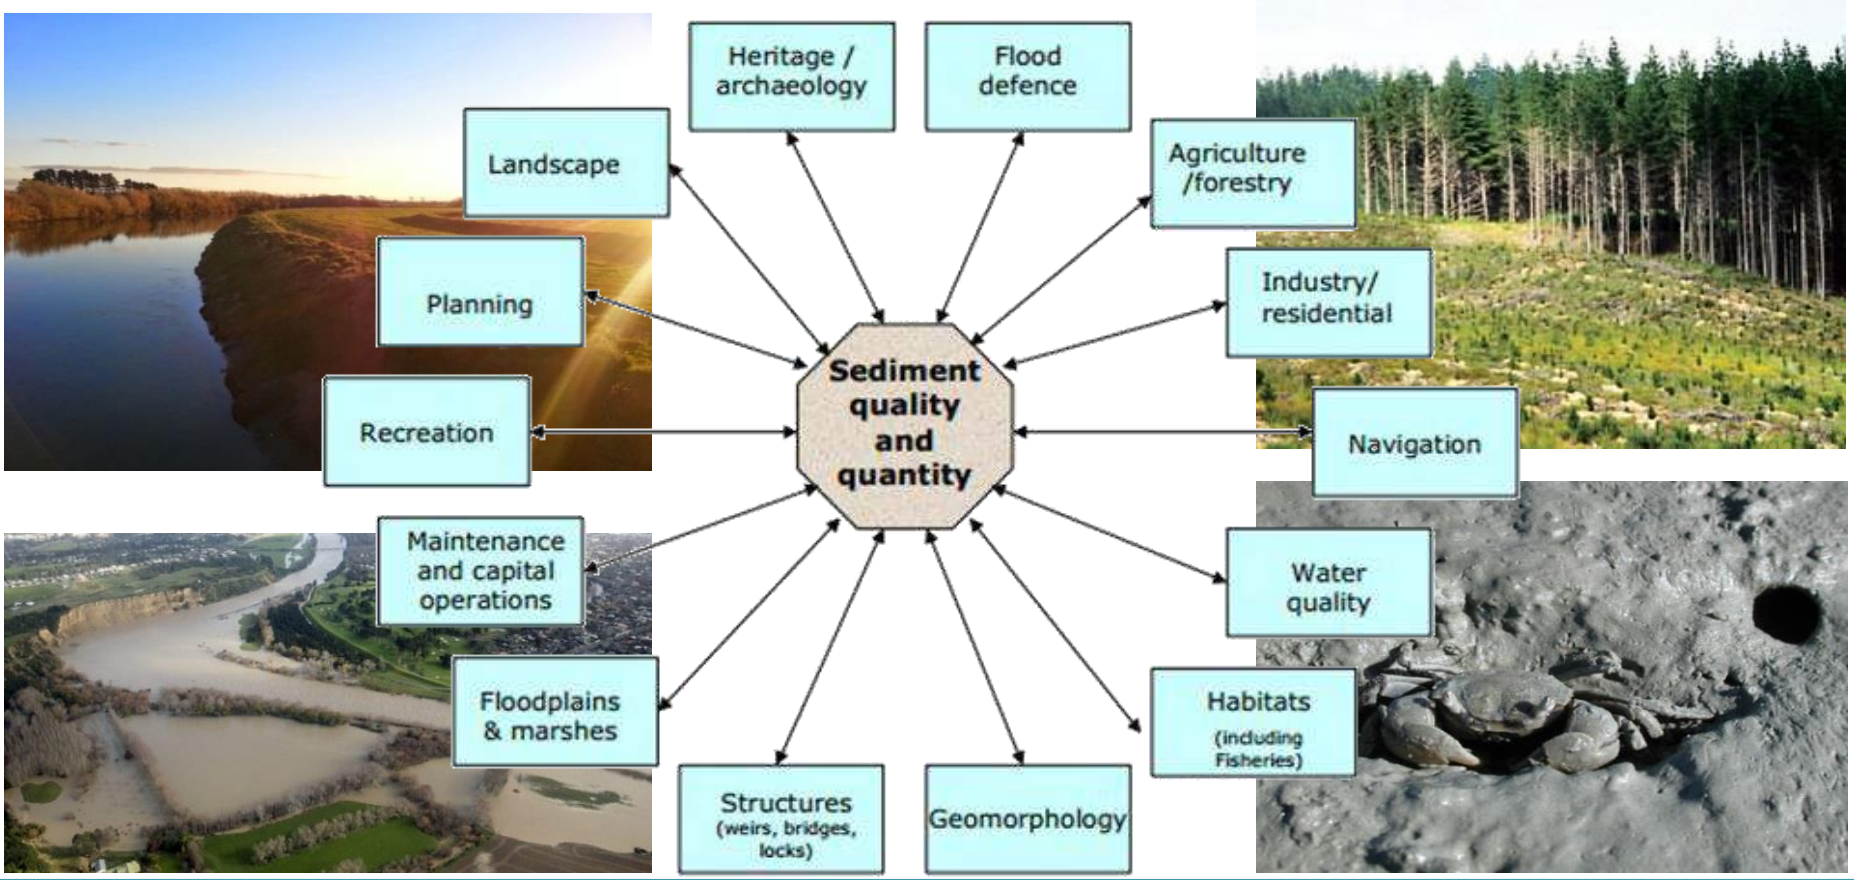 Heritage /
archaeology
Flood
defence
Landscape
Agriculture
/forestry
Planning
Industry/
residential
Sediment
quality
and
quantity
Recreation
Navigation
Maintenance
and capital
operations
Water
quality
Floodplains
& marshes
Habitats
(including
Fisheries)
Structures
(weirs, bridges,
locks)
Geomorphology